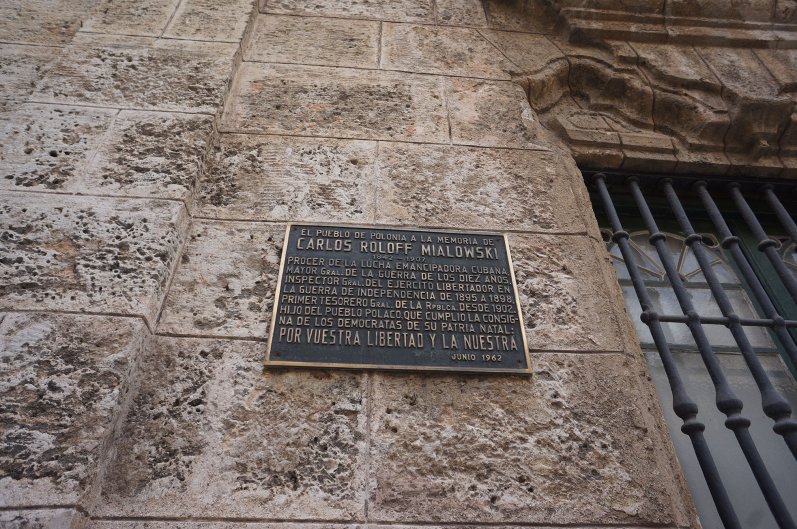 EL PUEBLO DE POLONIA A LA MEMORIA DE
CARLOS ROLOFF MIALOWSKI
1842 - 1907
PROCER DE LA LUCHA EMANCIPADORA CUBANA
MAYOR GRAL. DE LA GUERRA DE LOS DIEZ AÑOS,
INSPECTOR GRAL. DEL EJERCITO LIBERTADOR EN
LA GUERRA DE INDEPENDENCIA DE 1895 A 1898,
PRIMER TESORERO GRAL. DE LA RPBLCA. DESDE 1902.
HIJO DEL PUEBLO POLACO, QUE CUMPLIO LA CONSIG-
NA DE LOS DEMOCRATAS DE SU PATRIA NATAL:
POR VUESTRA LIBERTAD Y LA NUESTRA
JUNIO 1962